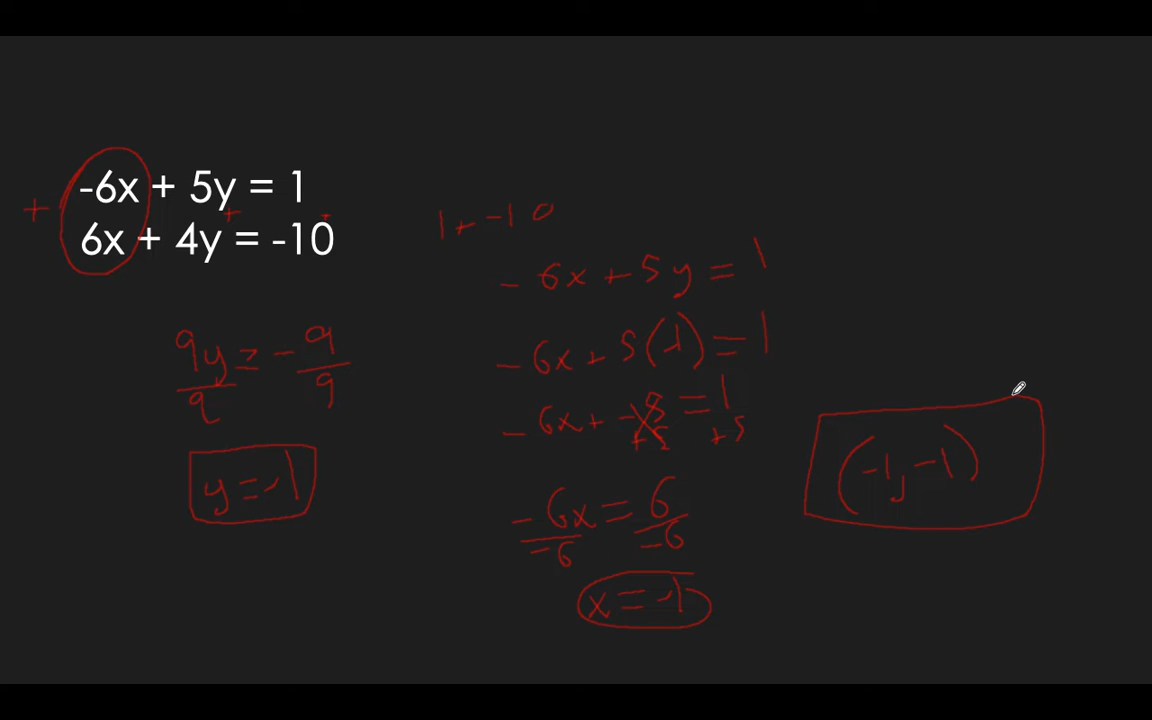 -6x + 5y = 1
+
6x + 4y = -10
+ +
1 + -10
- 6x + 5y = 1
9y = - 9
9 9
- 6x + 5(-1) = 1
- 6x + -5 = 1
+5 +5
y = -1
(-1, -1)
- 6x = 6
-6 -6
x = -1